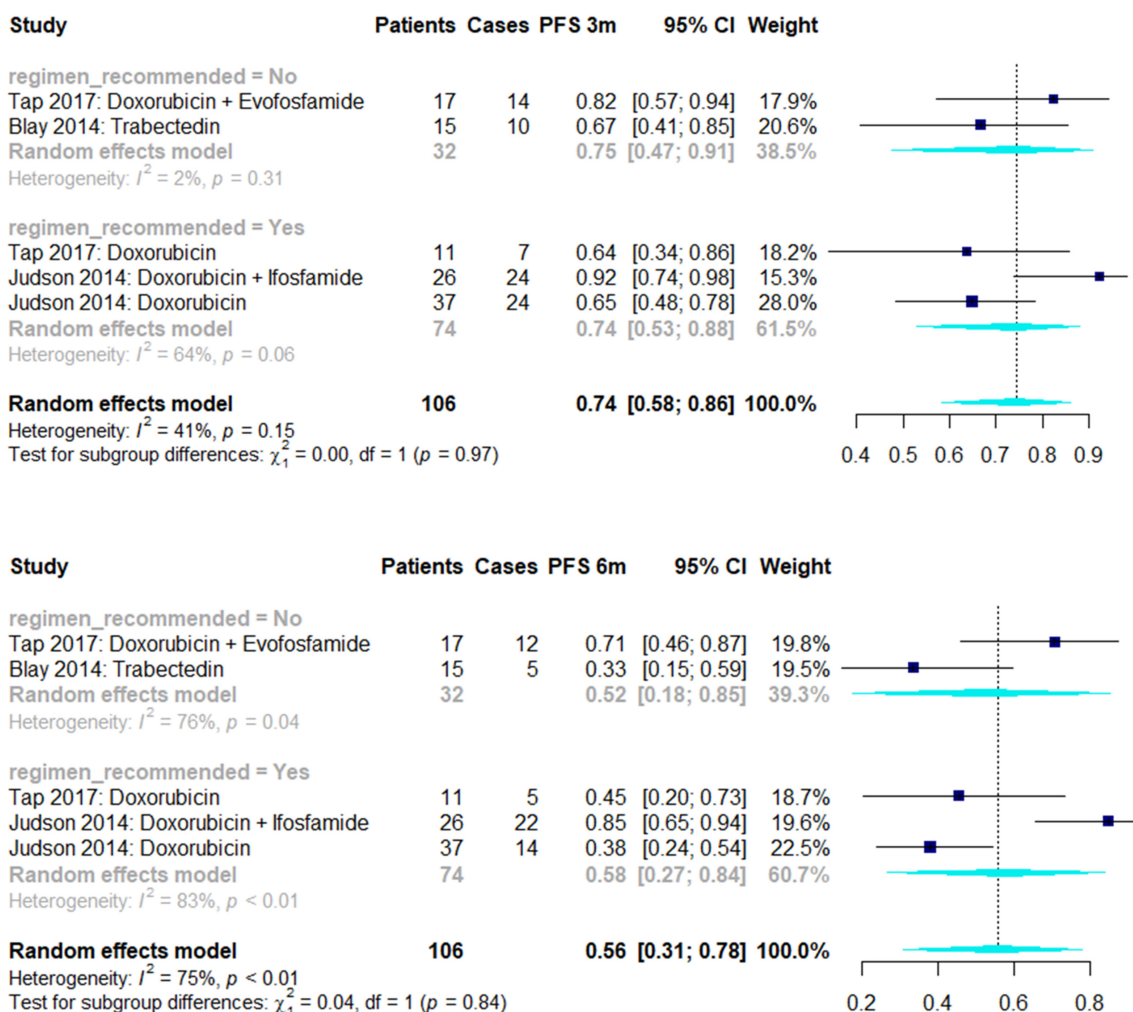 Study Patients Cases PFS 3m 95% CI Weight
regimen_recommended = No
Tap 2017: Doxorubicin + Evofosfamide 17 14 0.82 [0.57; 0.94] 17.9%
Blay 2014: Trabectedin 15 10 0.67 [0.41; 0.85] 20.6%
Random effects model 32 0.75 [0.47; 0.91] 38.5%
Heterogeneity: I² = 2%, p = 0.31
regimen_recommended = Yes
Tap 2017: Doxorubicin 11 7 0.64 [0.34; 0.86] 18.2%
Judson 2014: Doxorubicin + Ifosfamide 26 24 0.92 [0.74; 0.98] 15.3%
Judson 2014: Doxorubicin 37 24 0.65 [0.48; 0.78] 28.0%
Random effects model 74 0.74 [0.53; 0.88] 61.5%
Heterogeneity: I² = 64%, p = 0.06
Random effects model 106 0.74 [0.58; 0.86] 100.0%
Heterogeneity: I² = 41%, p = 0.15
Test for subgroup differences: χ²₁ = 0.00, df = 1 (p = 0.97)
0.4 0.5 0.6 0.7 0.8 0.9
Study Patients Cases PFS 6m 95% CI Weight
regimen_recommended = No
Tap 2017: Doxorubicin + Evofosfamide 17 12 0.71 [0.46; 0.87] 19.8%
Blay 2014: Trabectedin 15 5 0.33 [0.15; 0.59] 19.5%
Random effects model 32 0.52 [0.18; 0.85] 39.3%
Heterogeneity: I² = 76%, p = 0.04
regimen_recommended = Yes
Tap 2017: Doxorubicin 11 5 0.45 [0.20; 0.73] 18.7%
Judson 2014: Doxorubicin + Ifosfamide 26 22 0.85 [0.65; 0.94] 19.6%
Judson 2014: Doxorubicin 37 14 0.38 [0.24; 0.54] 22.5%
Random effects model 74 0.58 [0.27; 0.84] 60.7%
Heterogeneity: I² = 83%, p < 0.01
Random effects model 106 0.56 [0.31; 0.78] 100.0%
Heterogeneity: I² = 75%, p < 0.01
Test for subgroup differences: χ²₁ = 0.04, df = 1 (p = 0.84)
0.2 0.4 0.6 0.8